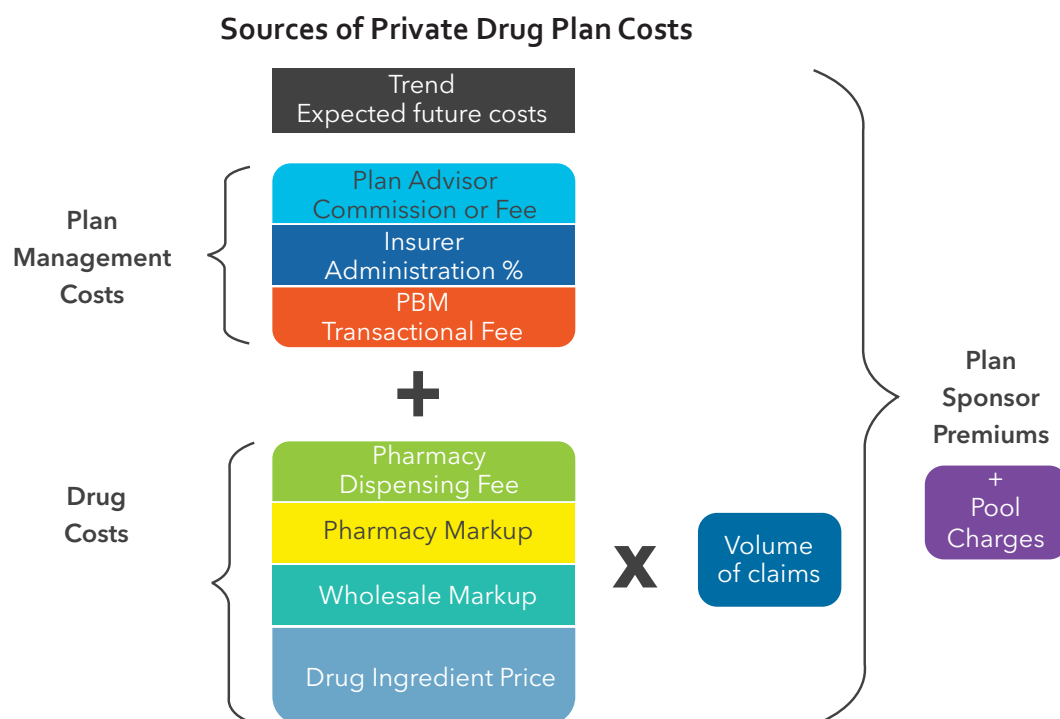 Sources of Private Drug Plan Costs
Trend
Expected future costs
Plan
Management
Costs
Plan Advisor
Commission or Fee
Insurer
Administration %
PBM
Transactional Fee
+
Drug
Costs
Pharmacy
Dispensing Fee
Pharmacy Markup
Wholesale Markup
Drug Ingredient Price
x
Volume
of claims
Plan
Sponsor
Premiums
+
Pool
Charges